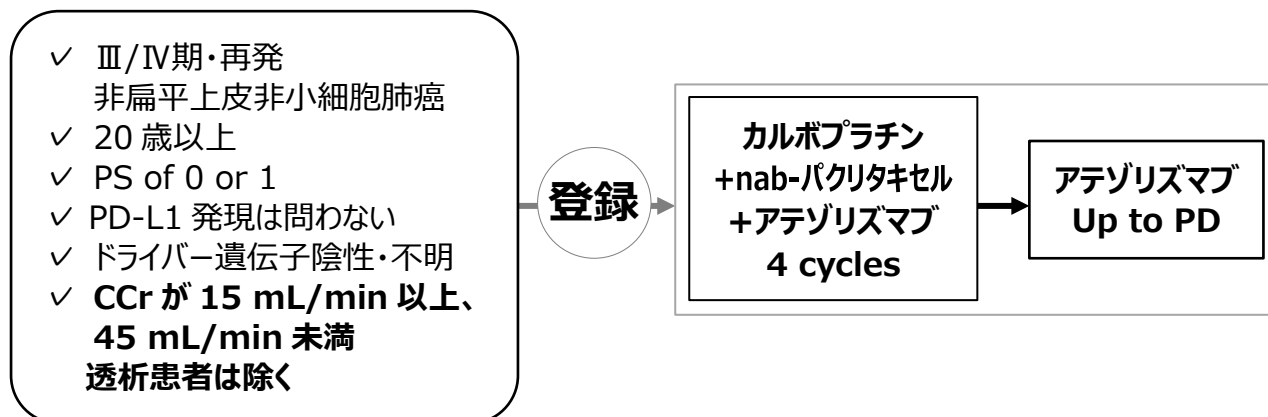 ✓ Ⅲ/Ⅳ期・再発
非扁平上皮非小細胞肺癌
✓ 20 歳以上
✓ PS of 0 or 1
✓ PD-L1 発現は問わない
✓ ドライバー遺伝子陰性・不明
✓ CCr が 15 mL/min 以上、
45 mL/min 未満
透析患者は除く
登録
カルボプラチン
+nab-パクリタキセル
+アテゾリズマブ
4 cycles
アテゾリズマブ
Up to PD